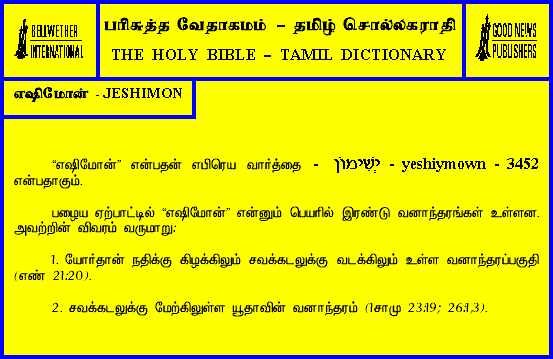 BELLWETHER
INTERNATIONAL
பரிசுத்த வேதாகமம் – தமிழ் சொல்லகராதி
THE HOLY BIBLE – TAMIL DICTIONARY
GOOD NEWS
PUBLISHERS
எஷிமோன் - JESHIMON
“எஷிமோன்” என்பதன் எபிரெய வார்த்தை - יְשִׁימוֹן - yeshiymown - 3452
என்பதாகும்.
பழைய ஏற்பாட்டில் “எஷிமோன்” என்னும் பெயரில் இரண்டு வனாந்தரங்கள் உள்ளன.
அவற்றின் விவரம் வருமாறு:
1. யோர்தான் நதிக்கு கிழக்கிலும் சவக்கடலுக்கு வடக்கிலும் உள்ள வனாந்தரப்பகுதி
(எண் 21:20).
2. சவக்கடலுக்கு மேற்கிலுள்ள யூதாவின் வனாந்தரம் (1சாமு 23:19; 26:1,3).